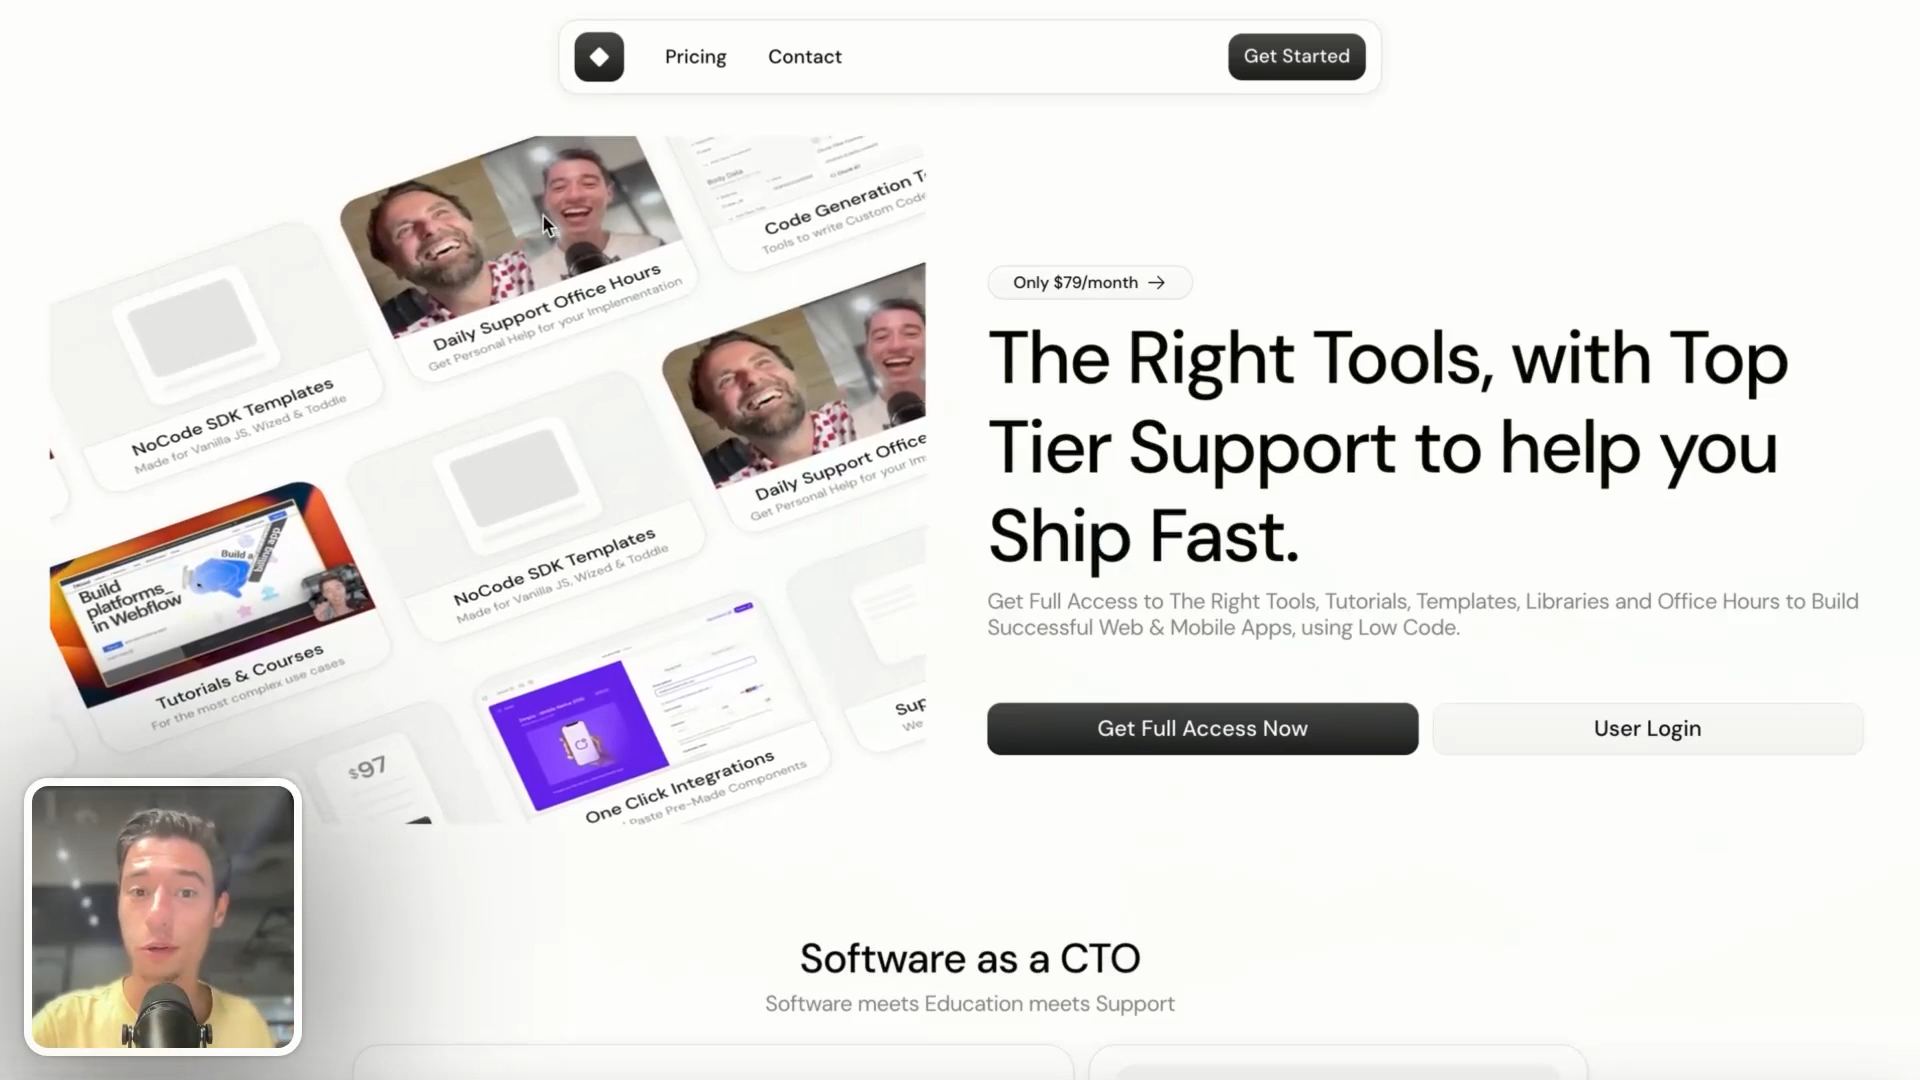 Pricing
Contact
Get Started
Body Data
Code Generation
Tools to write Custom
Daily Support Office Hours
Get Personal Help for your Implementation
NoCode SDK Templates
Made for Vanilla JS, Wized & Toddle
Daily Support Office
Get Personal Help for your
NoCode SDK Templates
Made for Vanilla JS, Wized & Toddle
Build
platforms_
in Webflow
Build a
billing app
Tutorials & Courses
For the most complex use cases
$97
One Click Integrations
Paste Pre-Made Components
Only $79/month →
The Right Tools, with Top
Tier Support to help you
Ship Fast.
Get Full Access to The Right Tools, Tutorials, Templates, Libraries and Office Hours to Build
Successful Web & Mobile Apps, using Low Code.
Get Full Access Now
User Login
Software as a CTO
Software meets Education meets Support